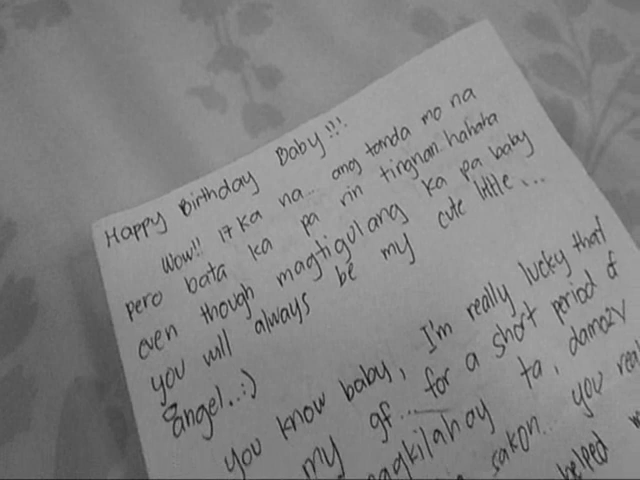 Happy Birthday Baby!!!
Wow!! 17 ka na... ang tanda mo na
pero bata ka pa rin tingnan. hahaha
even though magtigulang ka pa baby
you will always be my cute little...
angel..:)
you know baby, I'm really lucky that
my gf... for a short period of
ta, damozy
sakon... you
helped